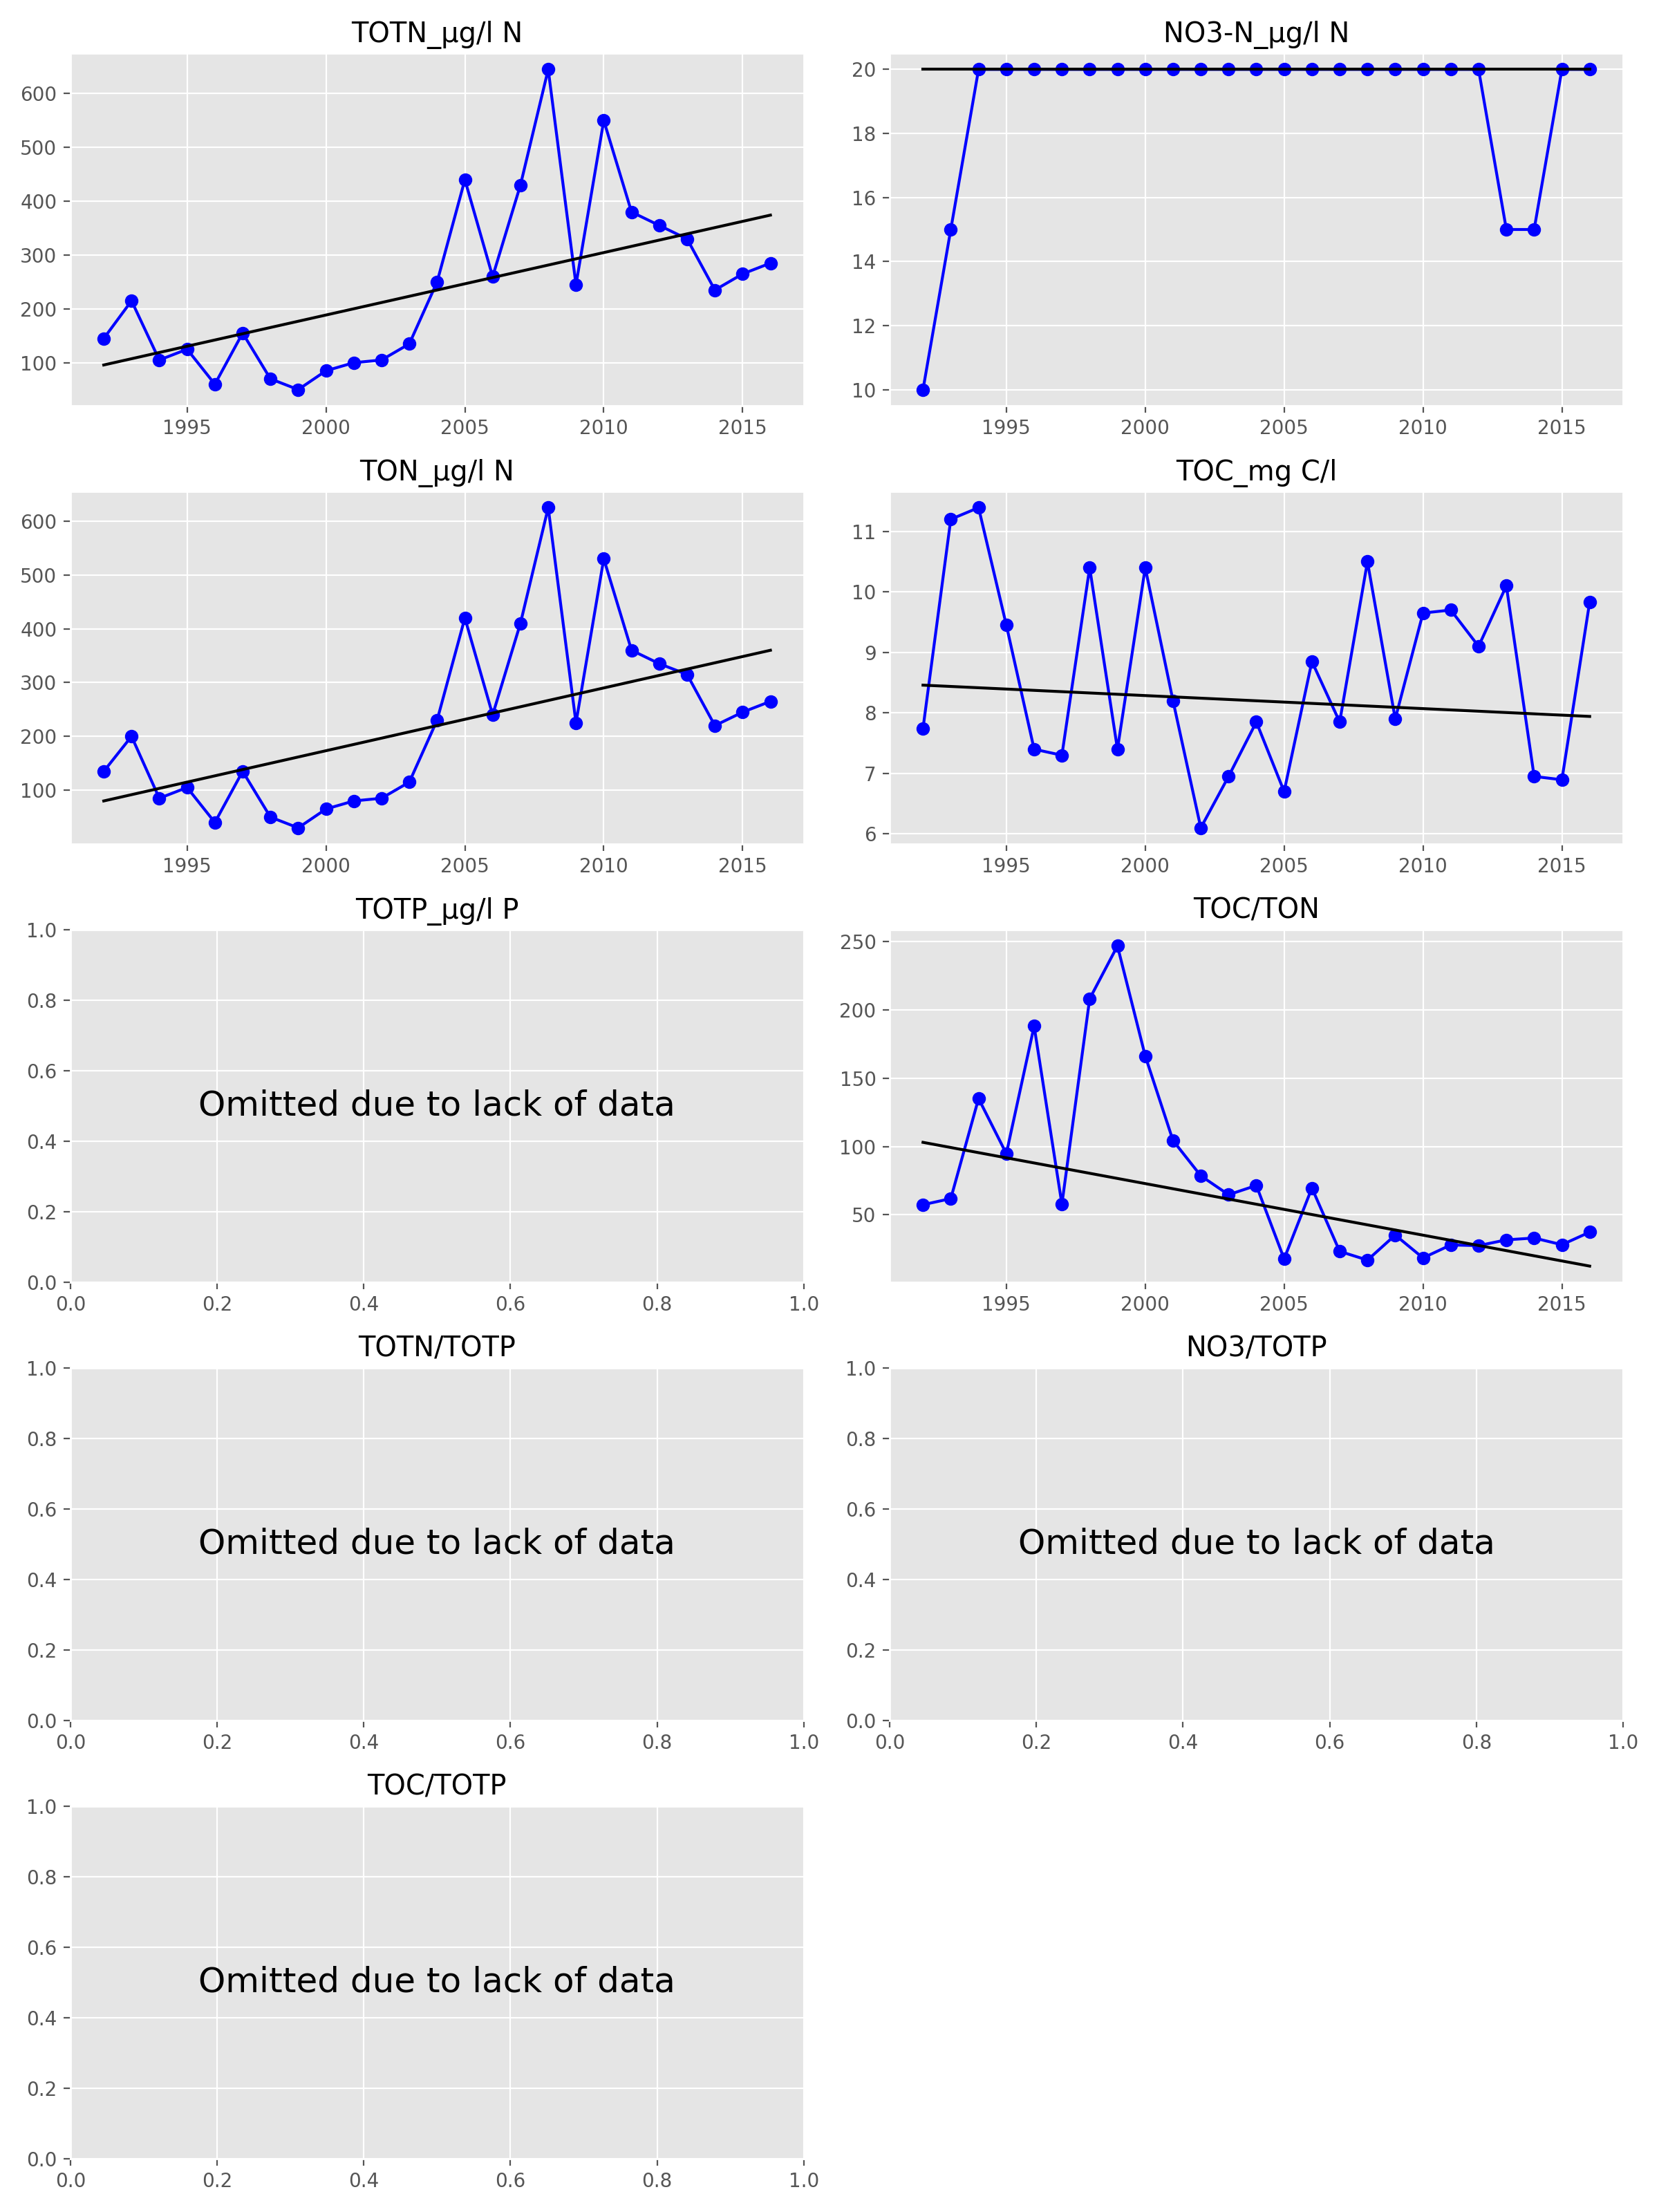 TOTN_µg/l N
600
500
400
300
200
100
1995 2000 2005 2010 2015
NO3-N_µg/l N
20
18
16
14
12
10
1995 2000 2005 2010 2015
TON_µg/l N
600
500
400
300
200
100
1995 2000 2005 2010 2015
TOC_mg C/l
11
10
9
8
7
6
1995 2000 2005 2010 2015
TOTP_µg/l P
1.0
0.8
0.6
Omitted due to lack of data
0.4
0.2
0.0
0.0 0.2 0.4 0.6 0.8 1.0
TOC/TON
250
200
150
100
50
1995 2000 2005 2010 2015
TOTN/TOTP
1.0
0.8
0.6
Omitted due to lack of data
0.4
0.2
0.0
0.0 0.2 0.4 0.6 0.8 1.0
NO3/TOTP
1.0
0.8
0.6
Omitted due to lack of data
0.4
0.2
0.0
0.0 0.2 0.4 0.6 0.8 1.0
TOC/TOTP
1.0
0.8
0.6
Omitted due to lack of data
0.4
0.2
0.0
0.0 0.2 0.4 0.6 0.8 1.0